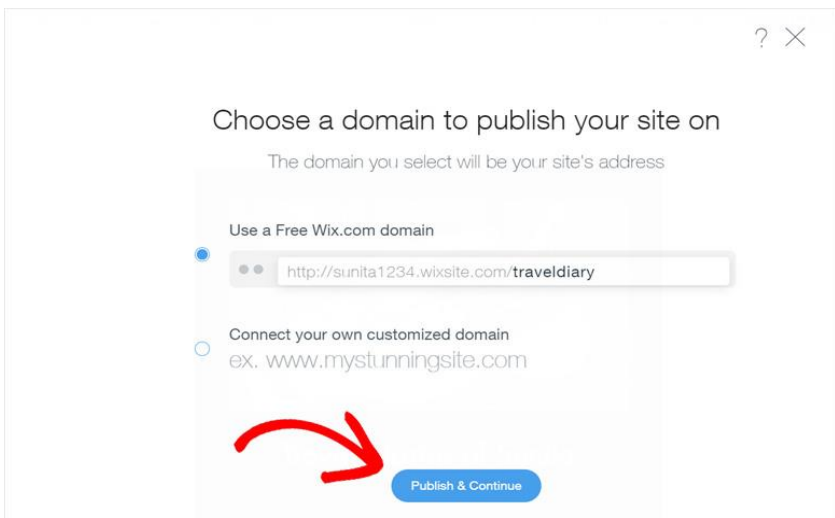 ?
Choose a domain to publish your site on
The domain you select will be your site's address
Use a Free Wix.com domain
http://sunita1234.wixsite.com/traveldiary
Connect your own customized domain
ex. www.mystunningsite.com
Publish & Continue